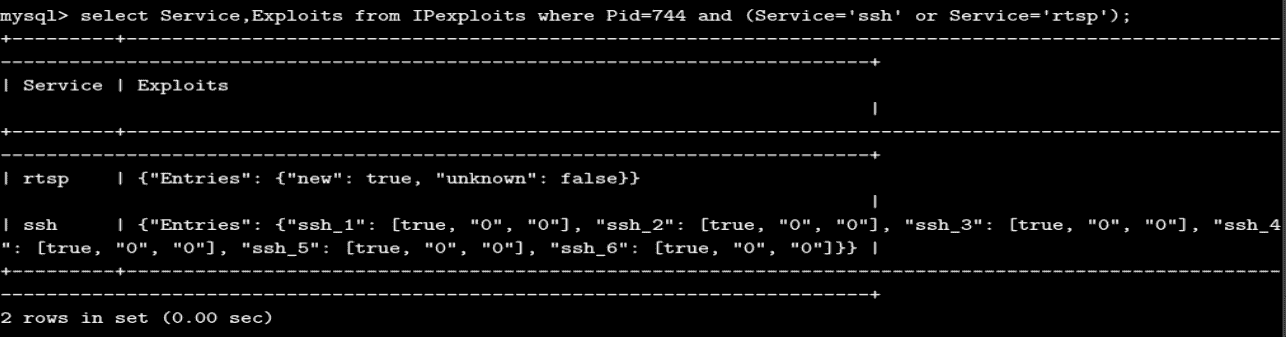 mysql> select Service,Exploits from IPexploits where Pid=744 and (Service='ssh' or Service='rtsp');
+---------+----------------------------------------------------------------------------------------------------
----------------------------------------------------------------------------+
| Service | Exploits
|
+---------+----------------------------------------------------------------------------------------------------
----------------------------------------------------------------------------+
| rtsp    | {"Entries": {"new": true, "unknown": false}}
|
| ssh     | {"Entries": {"ssh_1": [true, "0", "0"], "ssh_2": [true, "0", "0"], "ssh_3": [true, "0", "0"], "ssh_4
": [true, "0", "0"], "ssh_5": [true, "0", "0"], "ssh_6": [true, "0", "0"]}} |
+---------+----------------------------------------------------------------------------------------------------
----------------------------------------------------------------------------+
2 rows in set (0.00 sec)